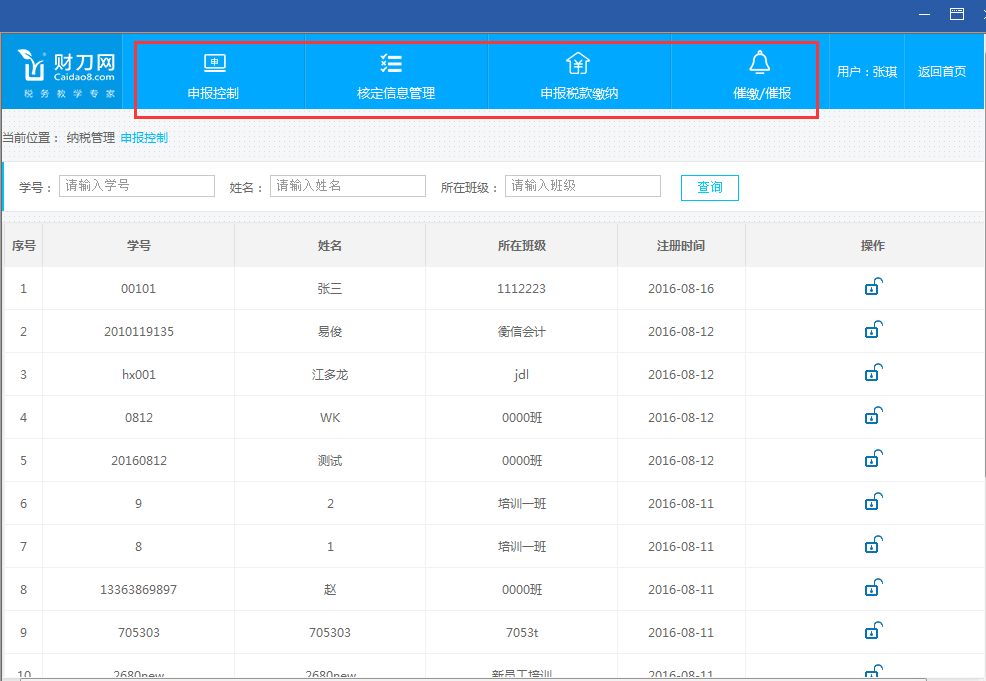 财刀网
Caidao8.com
税务教学专家
申
申报控制
核定信息管理
申报税款缴纳
催缴/催报
用户：张琪
返回首页
当前位置： 纳税管理 申报控制
学号： 请输入学号 姓名： 请输入姓名 所在班级： 请输入班级 查询
序号 学号 姓名 所在班级 注册时间 操作
1 00101 张三 1112223 2016-08-16
2 2010119135 易俊 衡信会计 2016-08-12
3 hx001 江多龙 jdl 2016-08-12
4 0812 WK 0000班 2016-08-12
5 20160812 测试 0000班 2016-08-12
6 9 2 培训一班 2016-08-11
7 8 1 培训一班 2016-08-11
8 13363869897 赵 0000班 2016-08-11
9 705303 705303 7053t 2016-08-11
10 2680new 2680new 新员工培训 2016-08-11